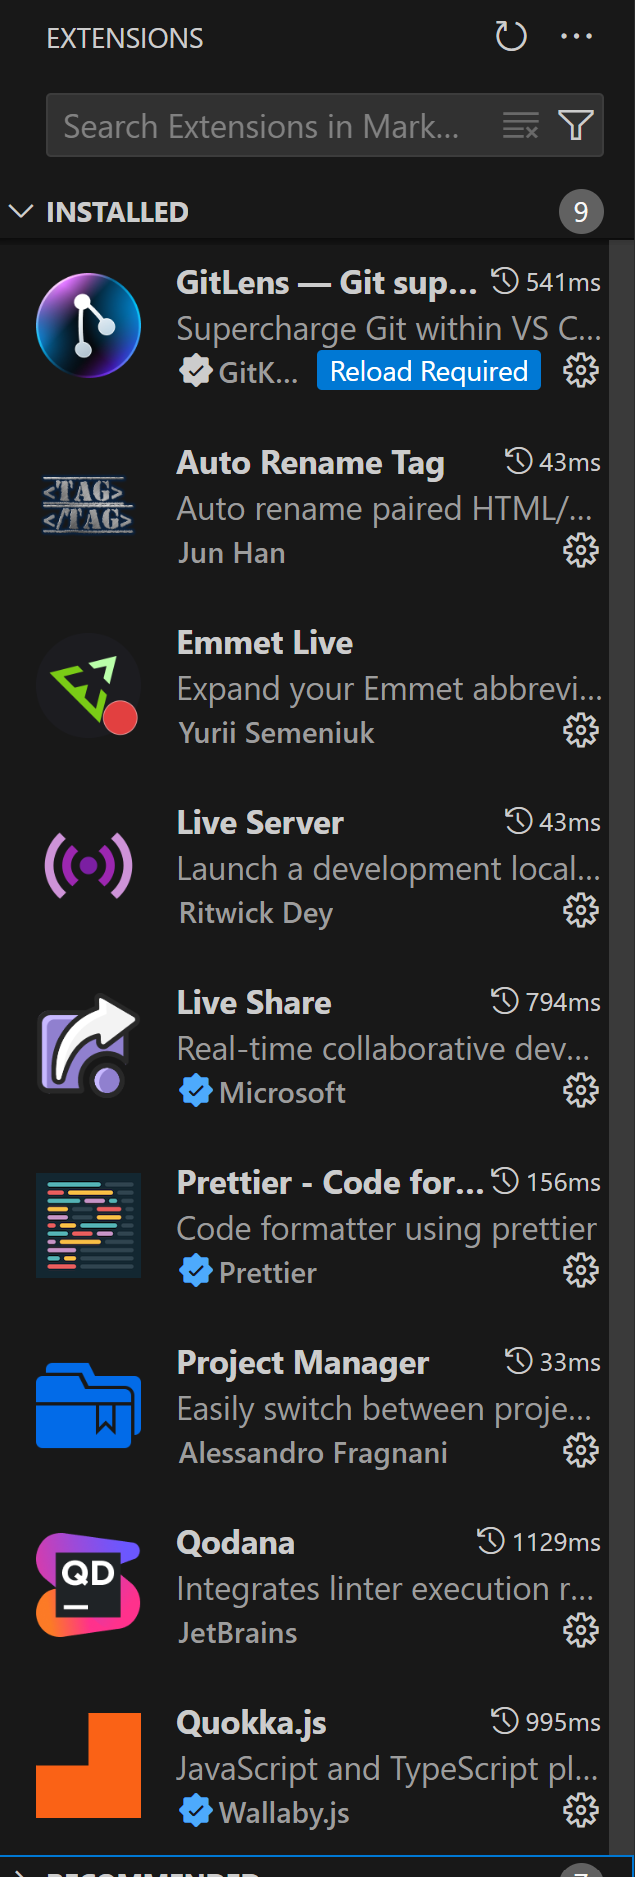 EXTENSIONS
Search Extensions in Mark...
INSTALLED 9
GitLens — Git sup... 541ms
Supercharge Git within VS C...
GitK... Reload Required
<TAG>
</TAG>
Auto Rename Tag 43ms
Auto rename paired HTML/...
Jun Han
Emmet Live
Expand your Emmet abbrevi...
Yurii Semeniuk
Live Server 43ms
Launch a development local...
Ritwick Dey
Live Share 794ms
Real-time collaborative dev...
Microsoft
Prettier - Code for... 156ms
Code formatter using prettier
Prettier
Project Manager 33ms
Easily switch between proje...
Alessandro Fragnani
QD
Qodana 1129ms
Integrates linter execution r...
JetBrains
Quokka.js 995ms
JavaScript and TypeScript pl...
Wallaby.js
RECOMMENDED 7